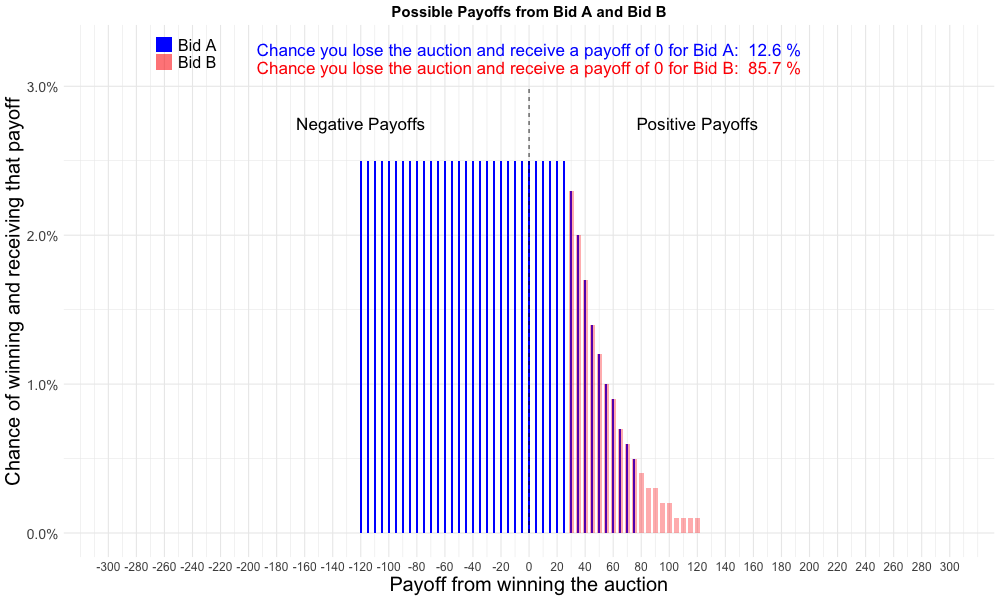 Possible Payoffs from Bid A and Bid B
Bid A
Bid B
Chance you lose the auction and receive a payoff of 0 for Bid A: 12.6 %
Chance you lose the auction and receive a payoff of 0 for Bid B: 85.7 %
Negative Payoffs
Positive Payoffs
Chance of winning and receiving that payoff
3.0%
2.0%
1.0%
0.0%
-300 -280 -260 -240 -220 -200 -180 -160 -140 -120 -100 -80 -60 -40 -20 0 20 40 60 80 100 120 140 160 180 200 220 240 260 280 300
Payoff from winning the auction